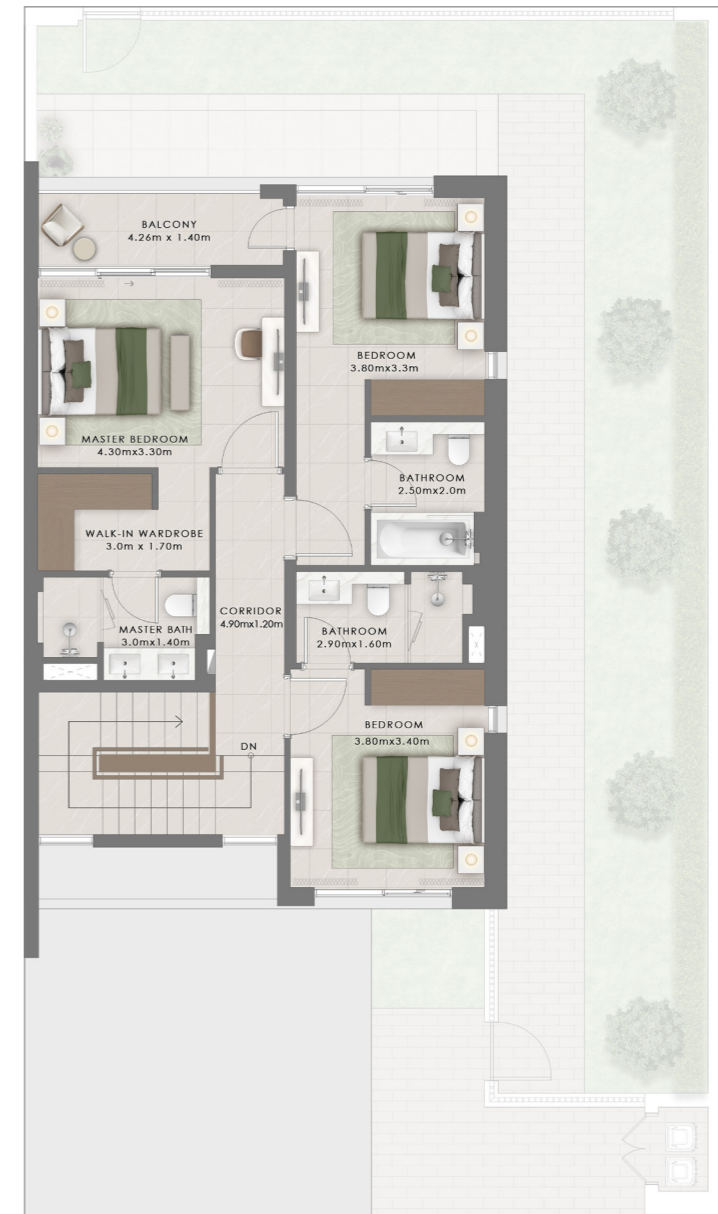 BALCONY
4.26m x 1.40m
BEDROOM
3.80mx3.3m
MASTER BEDROOM
4.30mx3.30m
BATHROOM
2.50mx2.0m
WALK-IN WARDROBE
3.0m x 1.70m
CORRIDOR
4.90mx1.20m
MASTER BATH
3.0mx1.40m
BATHROOM
2.90mx1.60m
BEDROOM
3.80mx3.40m
DN